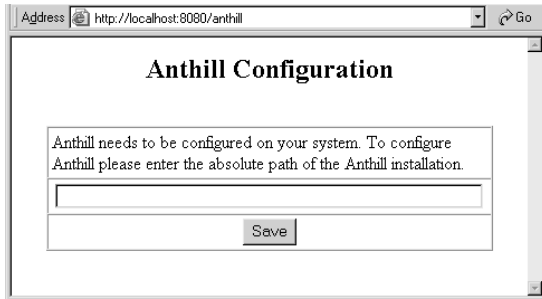 Address http://localhost:8080/anthill Go
Anthill Configuration
Anthill needs to be configured on your system. To configure
Anthill please enter the absolute path of the Anthill installation.
Save